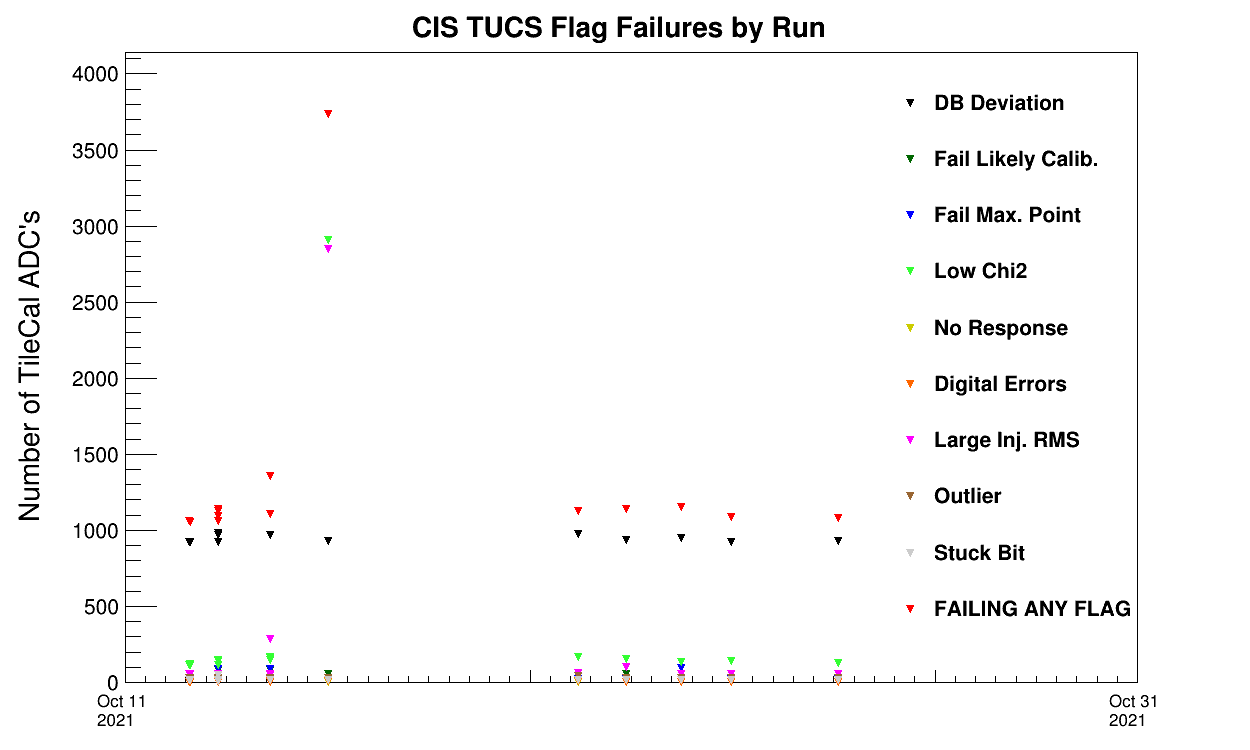 CIS TUCS Flag Failures by Run
Number of TileCal ADC's
4000
3500
3000
2500
2000
1500
1000
500
0
DB Deviation
Fail Likely Calib.
Fail Max. Point
Low Chi2
No Response
Digital Errors
Large Inj. RMS
Outlier
Stuck Bit
FAILING ANY FLAG
Oct 11
2021
Oct 31
2021